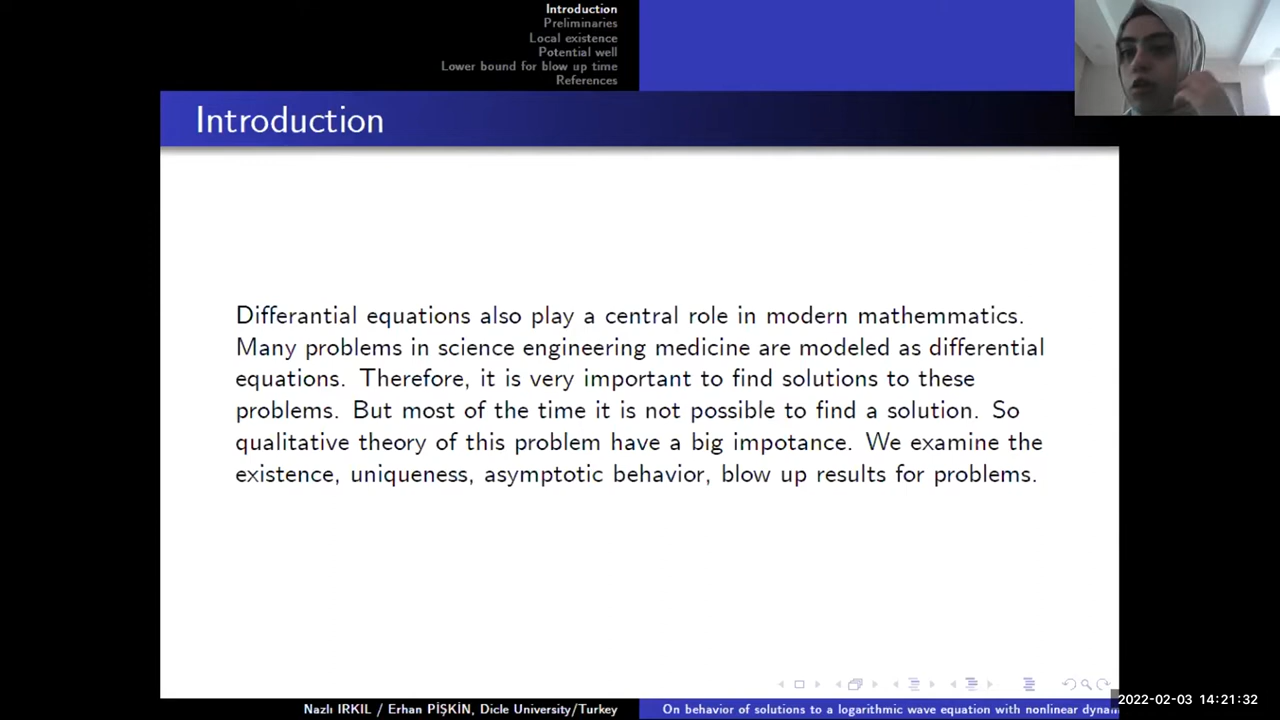 Introduction
Preliminaries
Local existence
Potential well
Lower bound for blow up time
References
Introduction
Differantial equations also play a central role in modern mathemmatics.
Many problems in science engineering medicine are modeled as differential
equations. Therefore, it is very important to find solutions to these
problems. But most of the time it is not possible to find a solution. So
qualitative theory of this problem have a big impotance. We examine the
existence, uniqueness, asymptotic behavior, blow up results for problems.
Nazlı IRKIL / Erhan PİŞKİN, Dicle University/Turkey
On behavior of solutions to a logarithmic wave equation with nonlinear dynam
2022-02-03 14:21:32